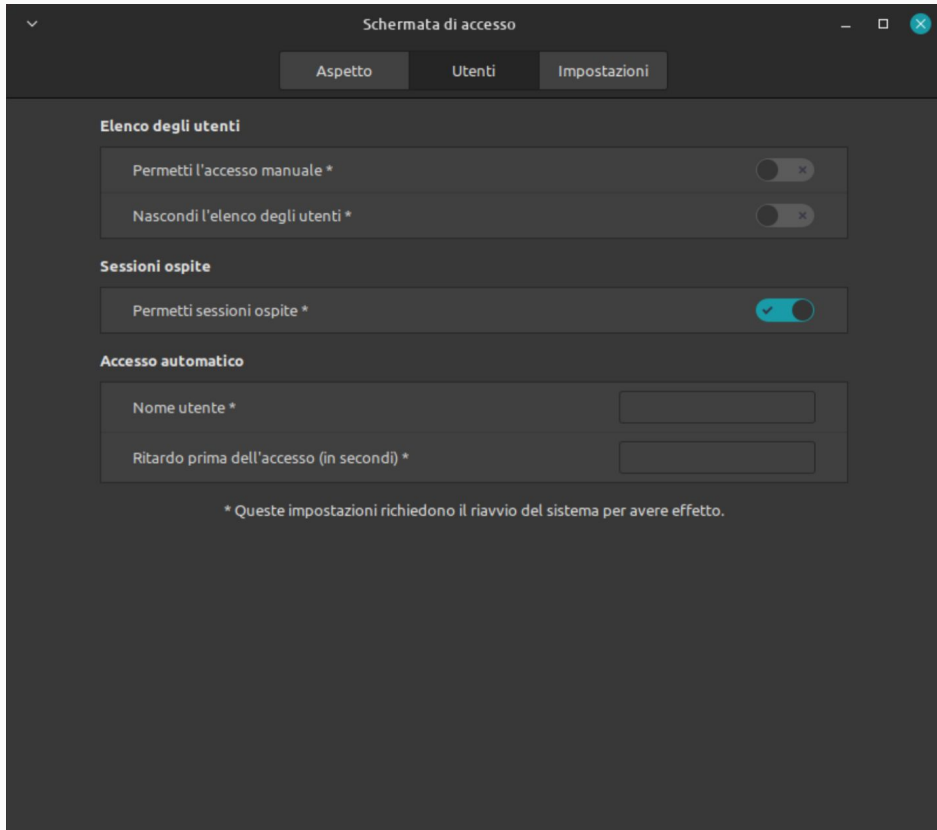 Schermata di accesso
Aspetto Utenti Impostazioni
Elenco degli utenti
Permetti l'accesso manuale *
Nascondi l'elenco degli utenti *
Sessioni ospite
Permetti sessioni ospite *
Accesso automatico
Nome utente *
Ritardo prima dell'accesso (in secondi) *
* Queste impostazioni richiedono il riavvio del sistema per avere effetto.